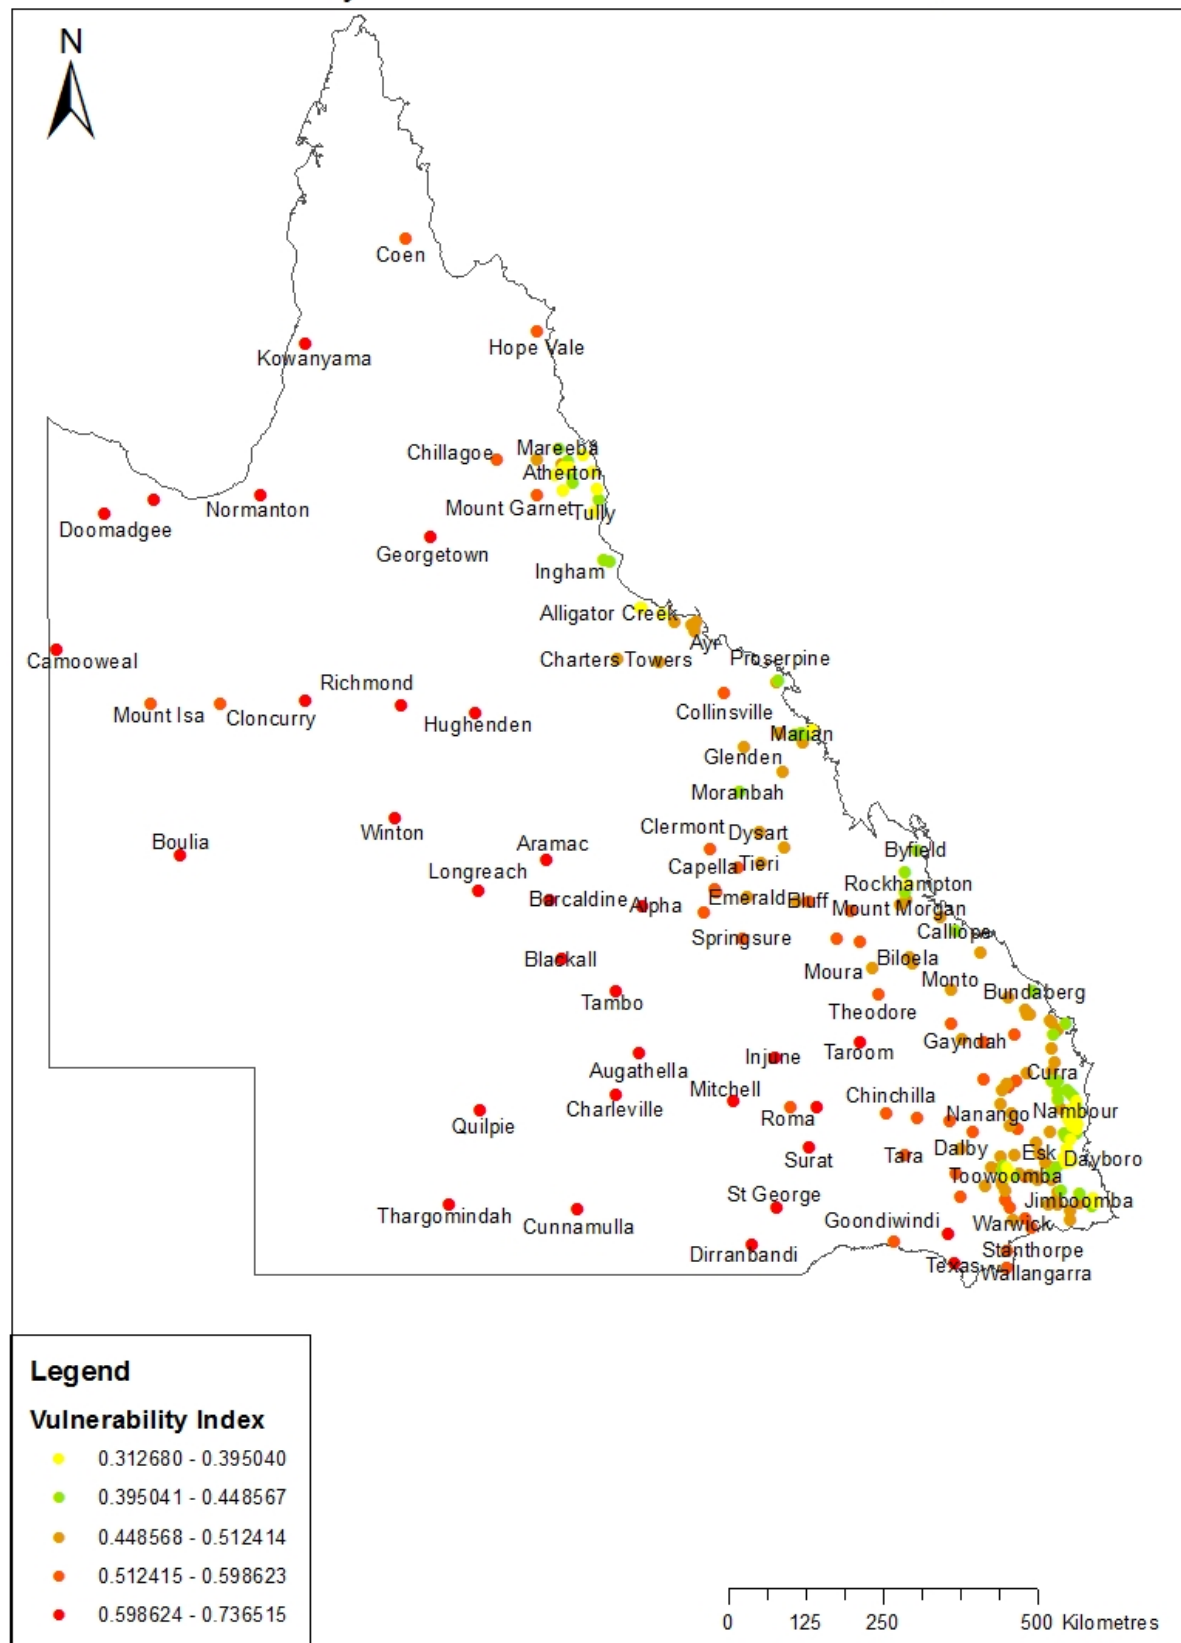 N
Coen
Hope Vale
Kowanyama
Chillagoe
Mareeba
Atherton
Mount Garnet
Tully
Normanton
Doomadgee
Georgetown
Ingham
Alligator Creek
Ayr
Charters Towers
Proserpine
Camooweal
Richmond
Mount Isa
Cloncurry
Hughenden
Collinsville
Marian
Glenden
Moranbah
Winton
Clermont
Dysart
Boulia
Aramac
Byfield
Longreach
Capella
Tieri
Rockhampton
Barcaldine
Alpha
Emerald
Bluff
Mount Morgan
Calliope
Springsure
Blackall
Biloela
Moura
Monto
Bundaberg
Tambo
Theodore
Gayndah
Injune
Taroom
Augathella
Curra
Mitchell
Chinchilla
Charleville
Roma
Nanango
Nambour
Quilpie
Dalby
Esk
Surat
Tara
Dayboro
Toowoomba
St George
Jimboomba
Thargomindah
Cunnamulla
Goondiwindi
Warwick
Dirranbandi
Stanthorpe
Texas
Wallangarra
Legend
Vulnerability Index
0.312680 - 0.395040
0.395041 - 0.448567
0.448568 - 0.512414
0.512415 - 0.598623
0.598624 - 0.736515
0 125 250 500 Kilometres